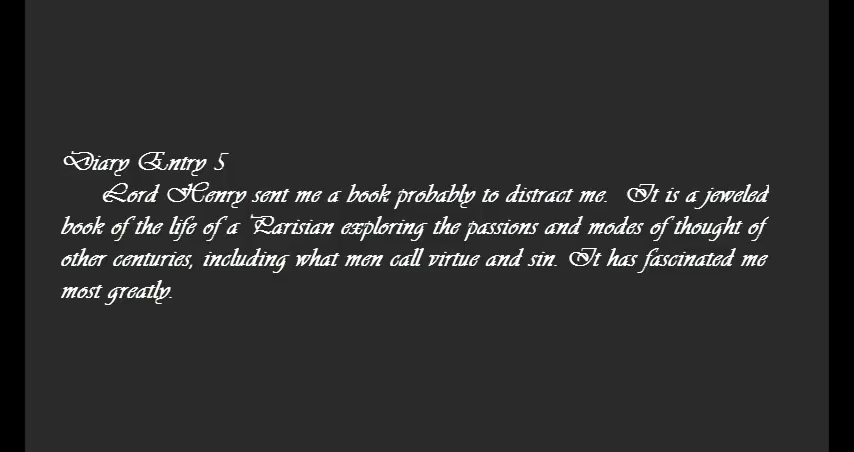 Diary Entry 5
Lord Henry sent me a book probably to distract me. It is a jeweled
book of the life of a Parisian exploring the passions and modes of thought of
other centuries, including what men call virtue and sin. It has fascinated me
most greatly.